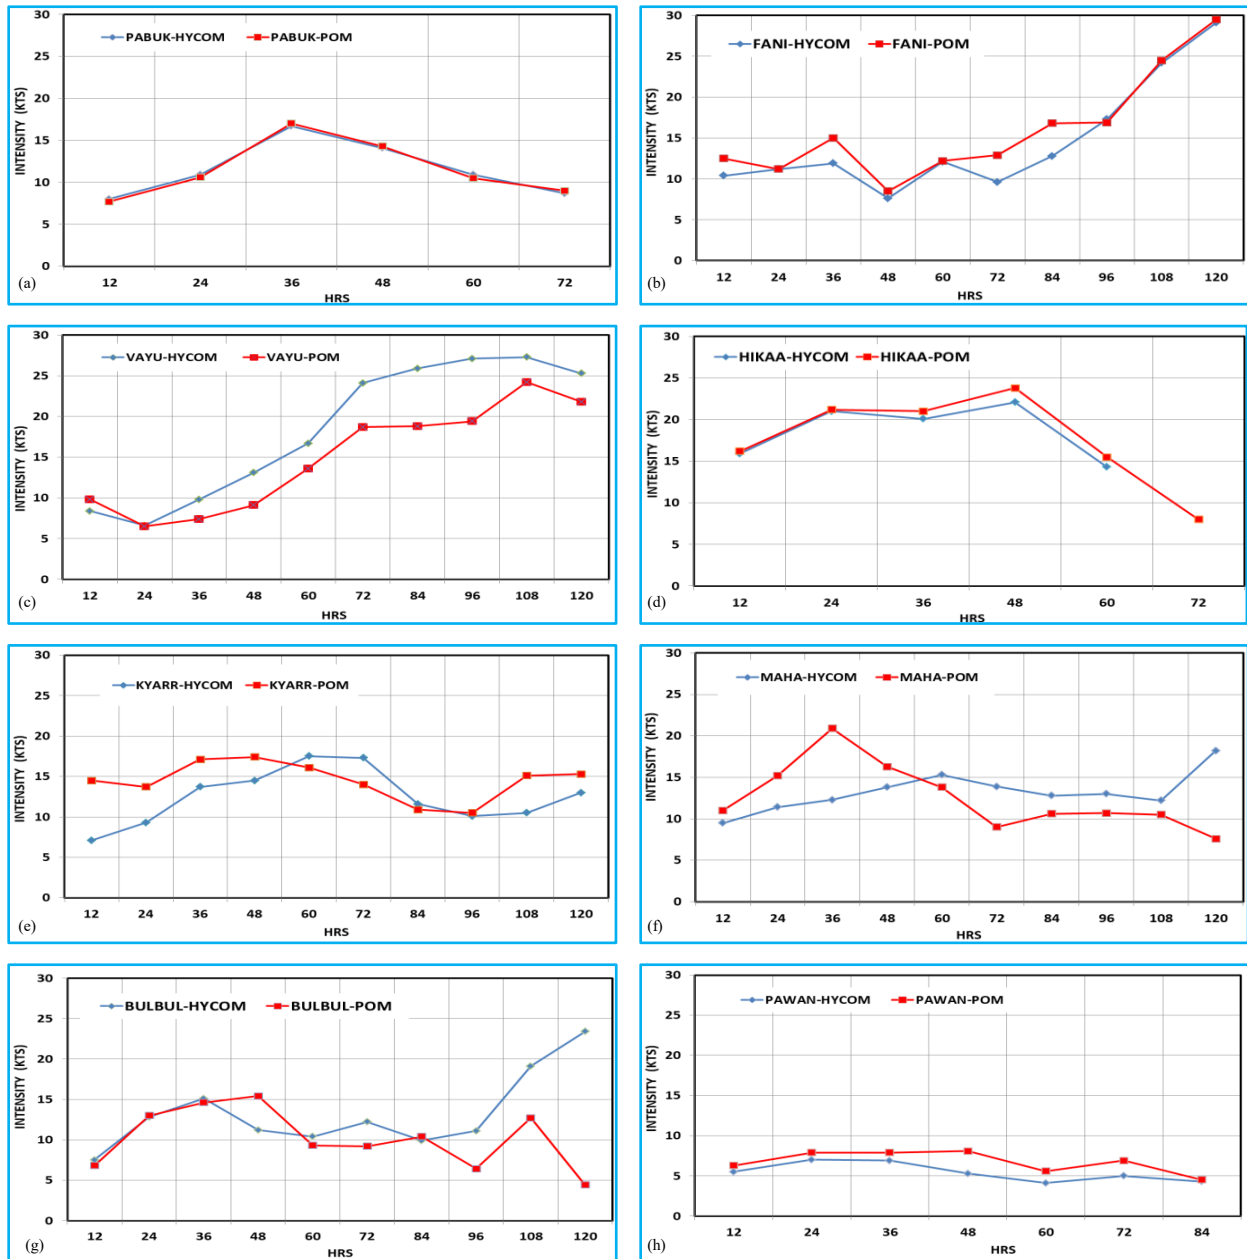 PABUK-HYCOM PABUK-POM
INTENSITY (KTS)
30
25
20
15
10
5
0
12 24 36 48 60 72
HRS
(a)
FANI-HYCOM FANI-POM
INTENSITY (KTS)
30
25
20
15
10
5
0
12 24 36 48 60 72 84 96 108 120
HRS
(b)
VAYU-HYCOM VAYU-POM
INTENSITY (KTS)
30
25
20
15
10
5
0
12 24 36 48 60 72 84 96 108 120
HRS
(c)
HIKAA-HYCOM HIKAA-POM
INTENSITY (KTS)
30
25
20
15
10
5
0
12 24 36 48 60 72
HRS
(d)
KYARR-HYCOM KYARR-POM
INTENSITY (KTS)
30
25
20
15
10
5
0
12 24 36 48 60 72 84 96 108 120
HRS
(e)
MAHA-HYCOM MAHA-POM
INTENSITY (KTS)
30
25
20
15
10
5
0
12 24 36 48 60 72 84 96 108 120
HRS
(f)
BULBUL-HYCOM BULBUL-POM
INTENSITY (KTS)
30
25
20
15
10
5
0
12 24 36 48 60 72 84 96 108 120
HRS
(g)
PAWAN-HYCOM PAWAN-POM
INTENSITY (KTS)
30
25
20
15
10
5
0
12 24 36 48 60 72 84
HRS
(h)